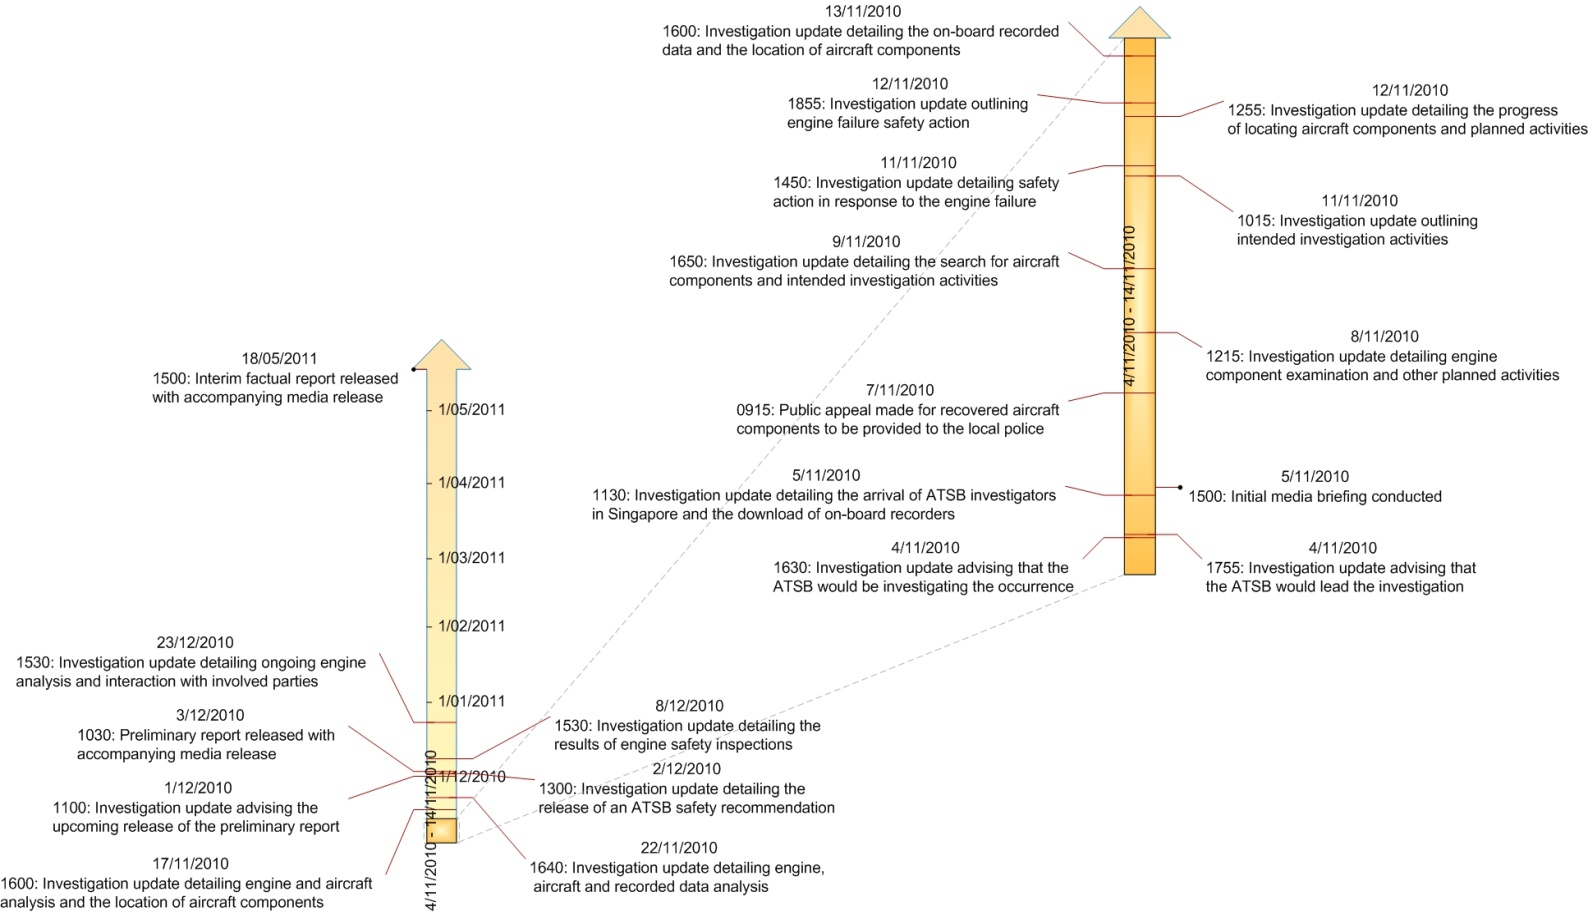 13/11/2010
1600: Investigation update detailing the on-board recorded
data and the location of aircraft components
12/11/2010
1855: Investigation update outlining
engine failure safety action
12/11/2010
1255: Investigation update detailing the progress
of locating aircraft components and planned activities
11/11/2010
1450: Investigation update detailing safety
action in response to the engine failure
11/11/2010
1015: Investigation update outlining
intended investigation activities
9/11/2010
1650: Investigation update detailing the search for aircraft
components and intended investigation activities
4/11/2010 - 14/11/2010
8/11/2010
1215: Investigation update detailing engine
component examination and other planned activities
7/11/2010
0915: Public appeal made for recovered aircraft
components to be provided to the local police
5/11/2010
1130: Investigation update detailing the arrival of ATSB investigators
in Singapore and the download of on-board recorders
5/11/2010
1500: Initial media briefing conducted
4/11/2010
1630: Investigation update advising that the
ATSB would be investigating the occurrence
4/11/2010
1755: Investigation update advising that
the ATSB would lead the investigation
18/05/2011
1500: Interim factual report released
with accompanying media release
1/05/2011
1/04/2011
1/03/2011
1/02/2011
1/01/2011
1/12/2010
23/12/2010
1530: Investigation update detailing ongoing engine
analysis and interaction with involved parties
3/12/2010
1030: Preliminary report released with
accompanying media release
8/12/2010
1530: Investigation update detailing the
results of engine safety inspections
2/12/2010
1300: Investigation update detailing the
release of an ATSB safety recommendation
1/12/2010
1100: Investigation update advising the
upcoming release of the preliminary report
4/11/2010 - 14/11/2010
22/11/2010
1640: Investigation update detailing engine,
aircraft and recorded data analysis
17/11/2010
1600: Investigation update detailing engine and aircraft
analysis and the location of aircraft components